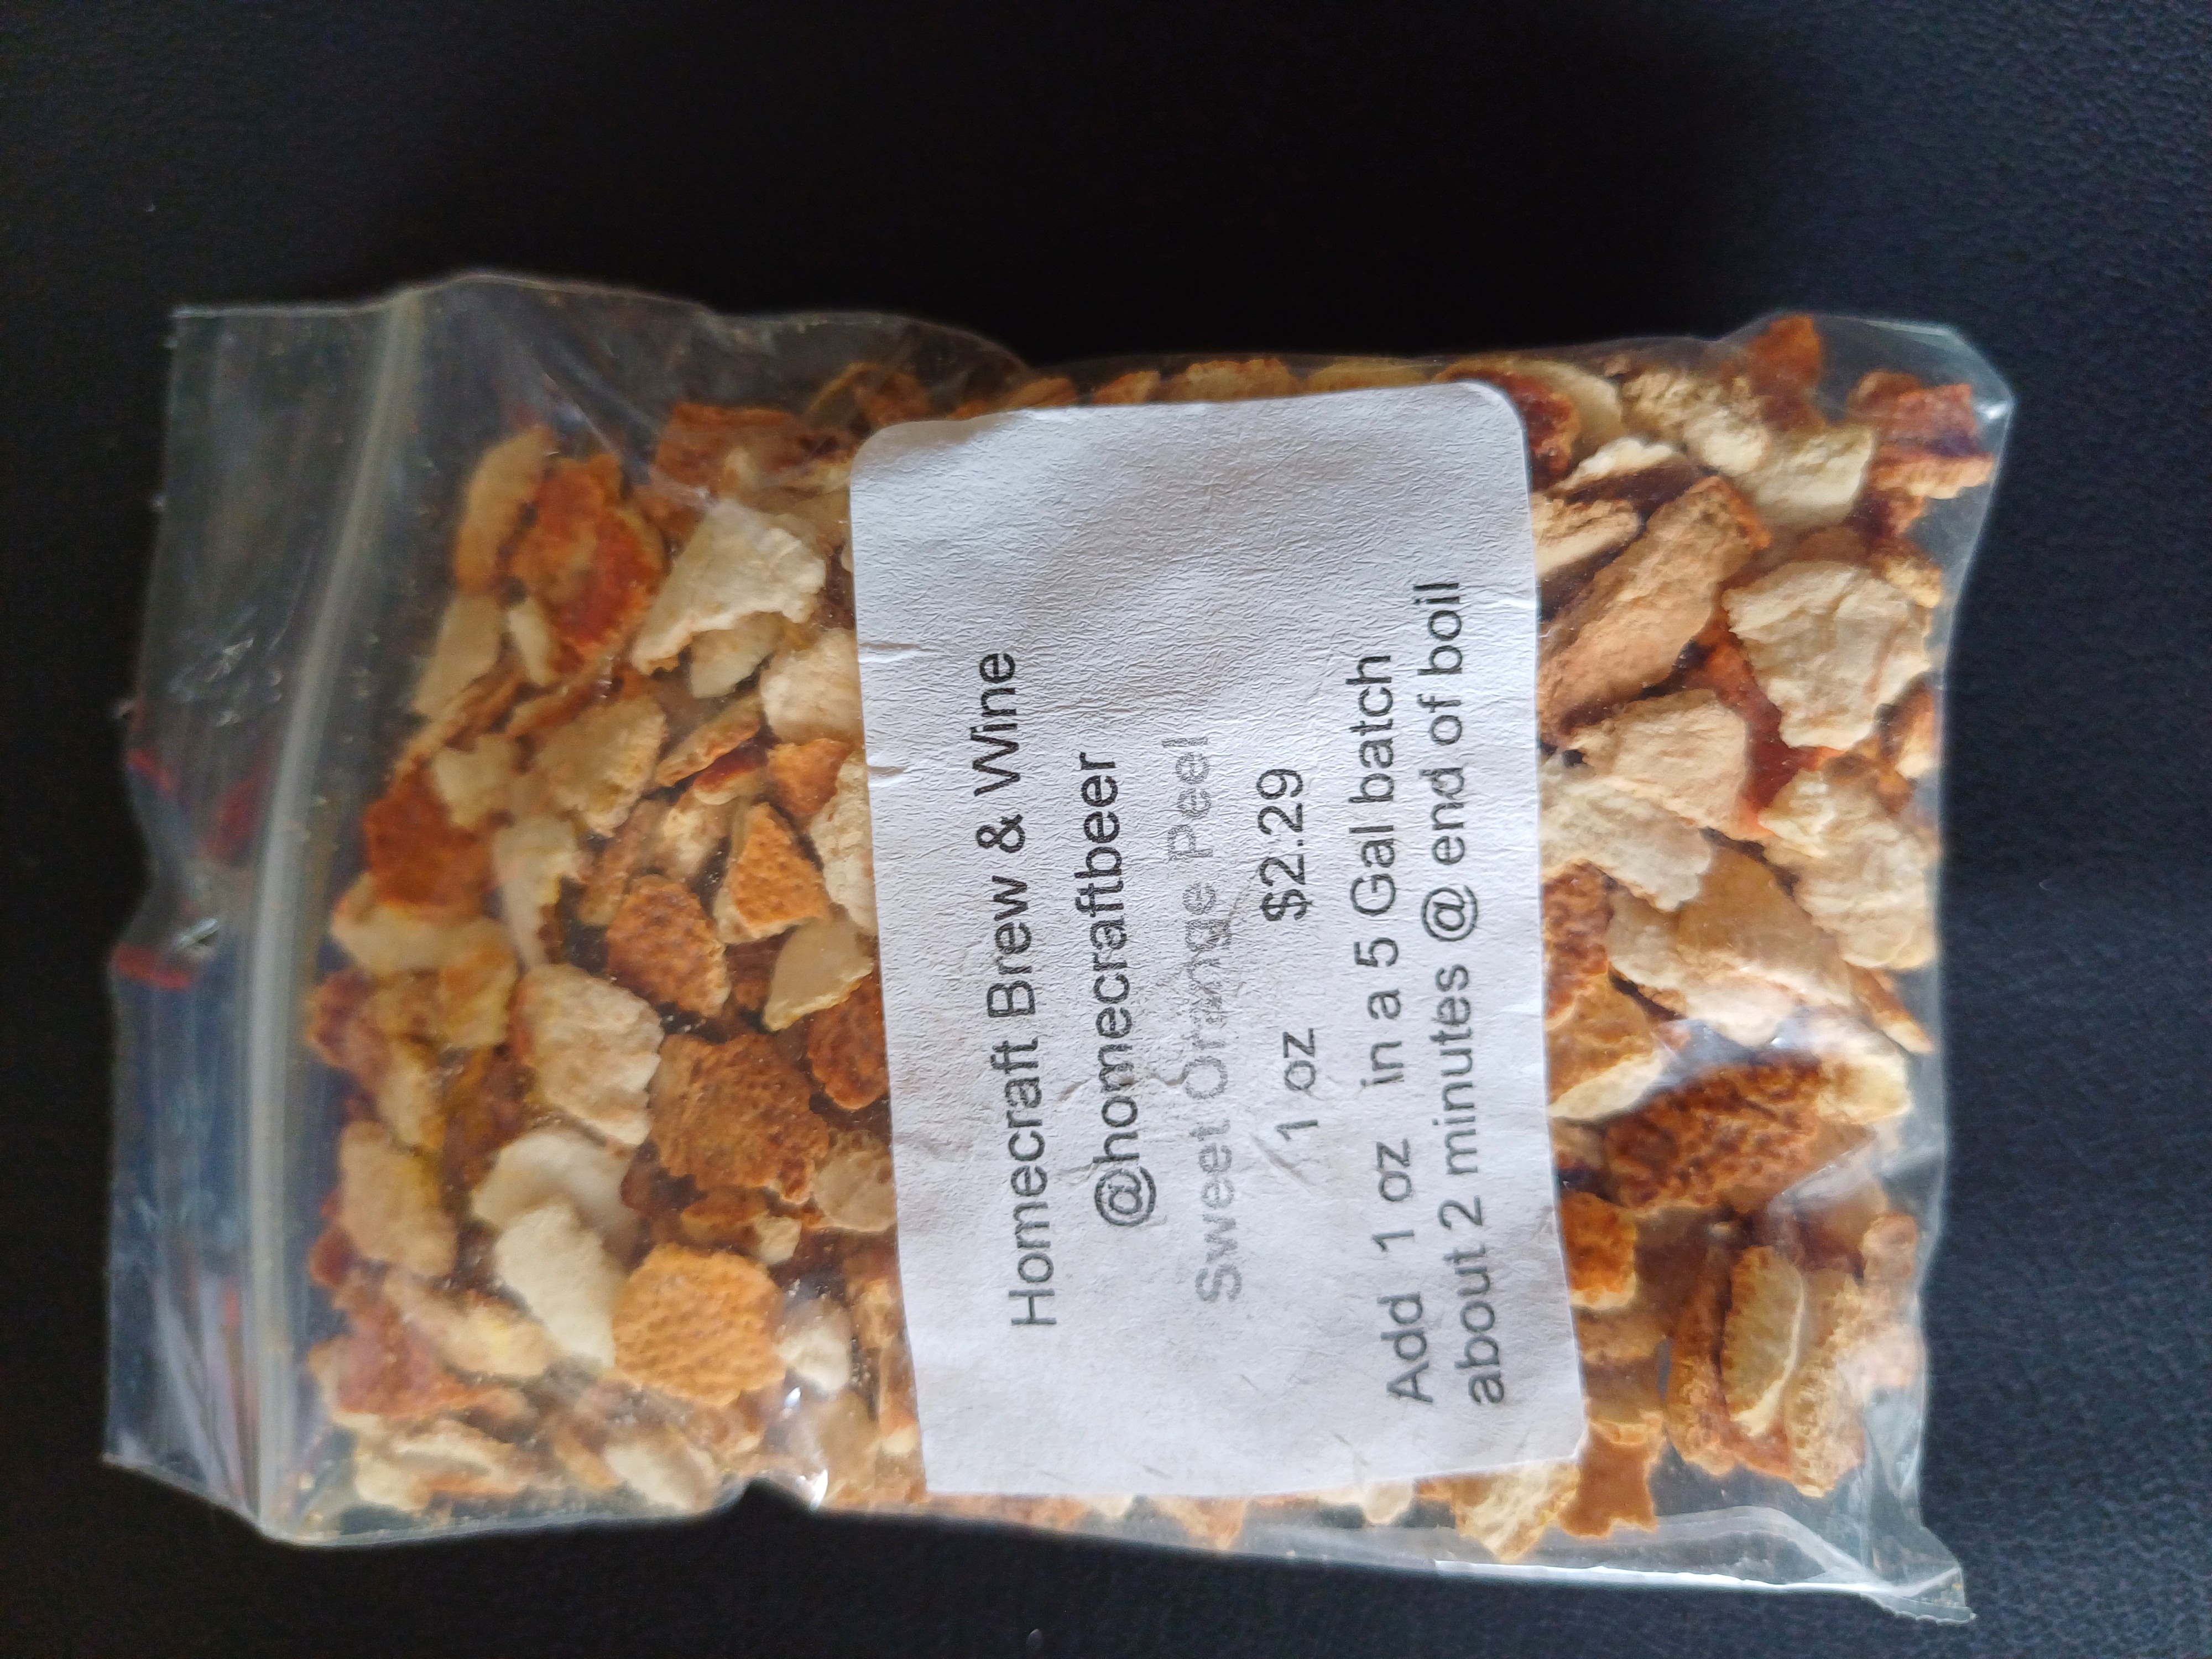 Homecraft Brew & Wine
@homecraftbeer
Sweet Orange Peel
1 oz $2.29
Add 1 oz in a 5 Gal batch
about 2 minutes @ end of boil